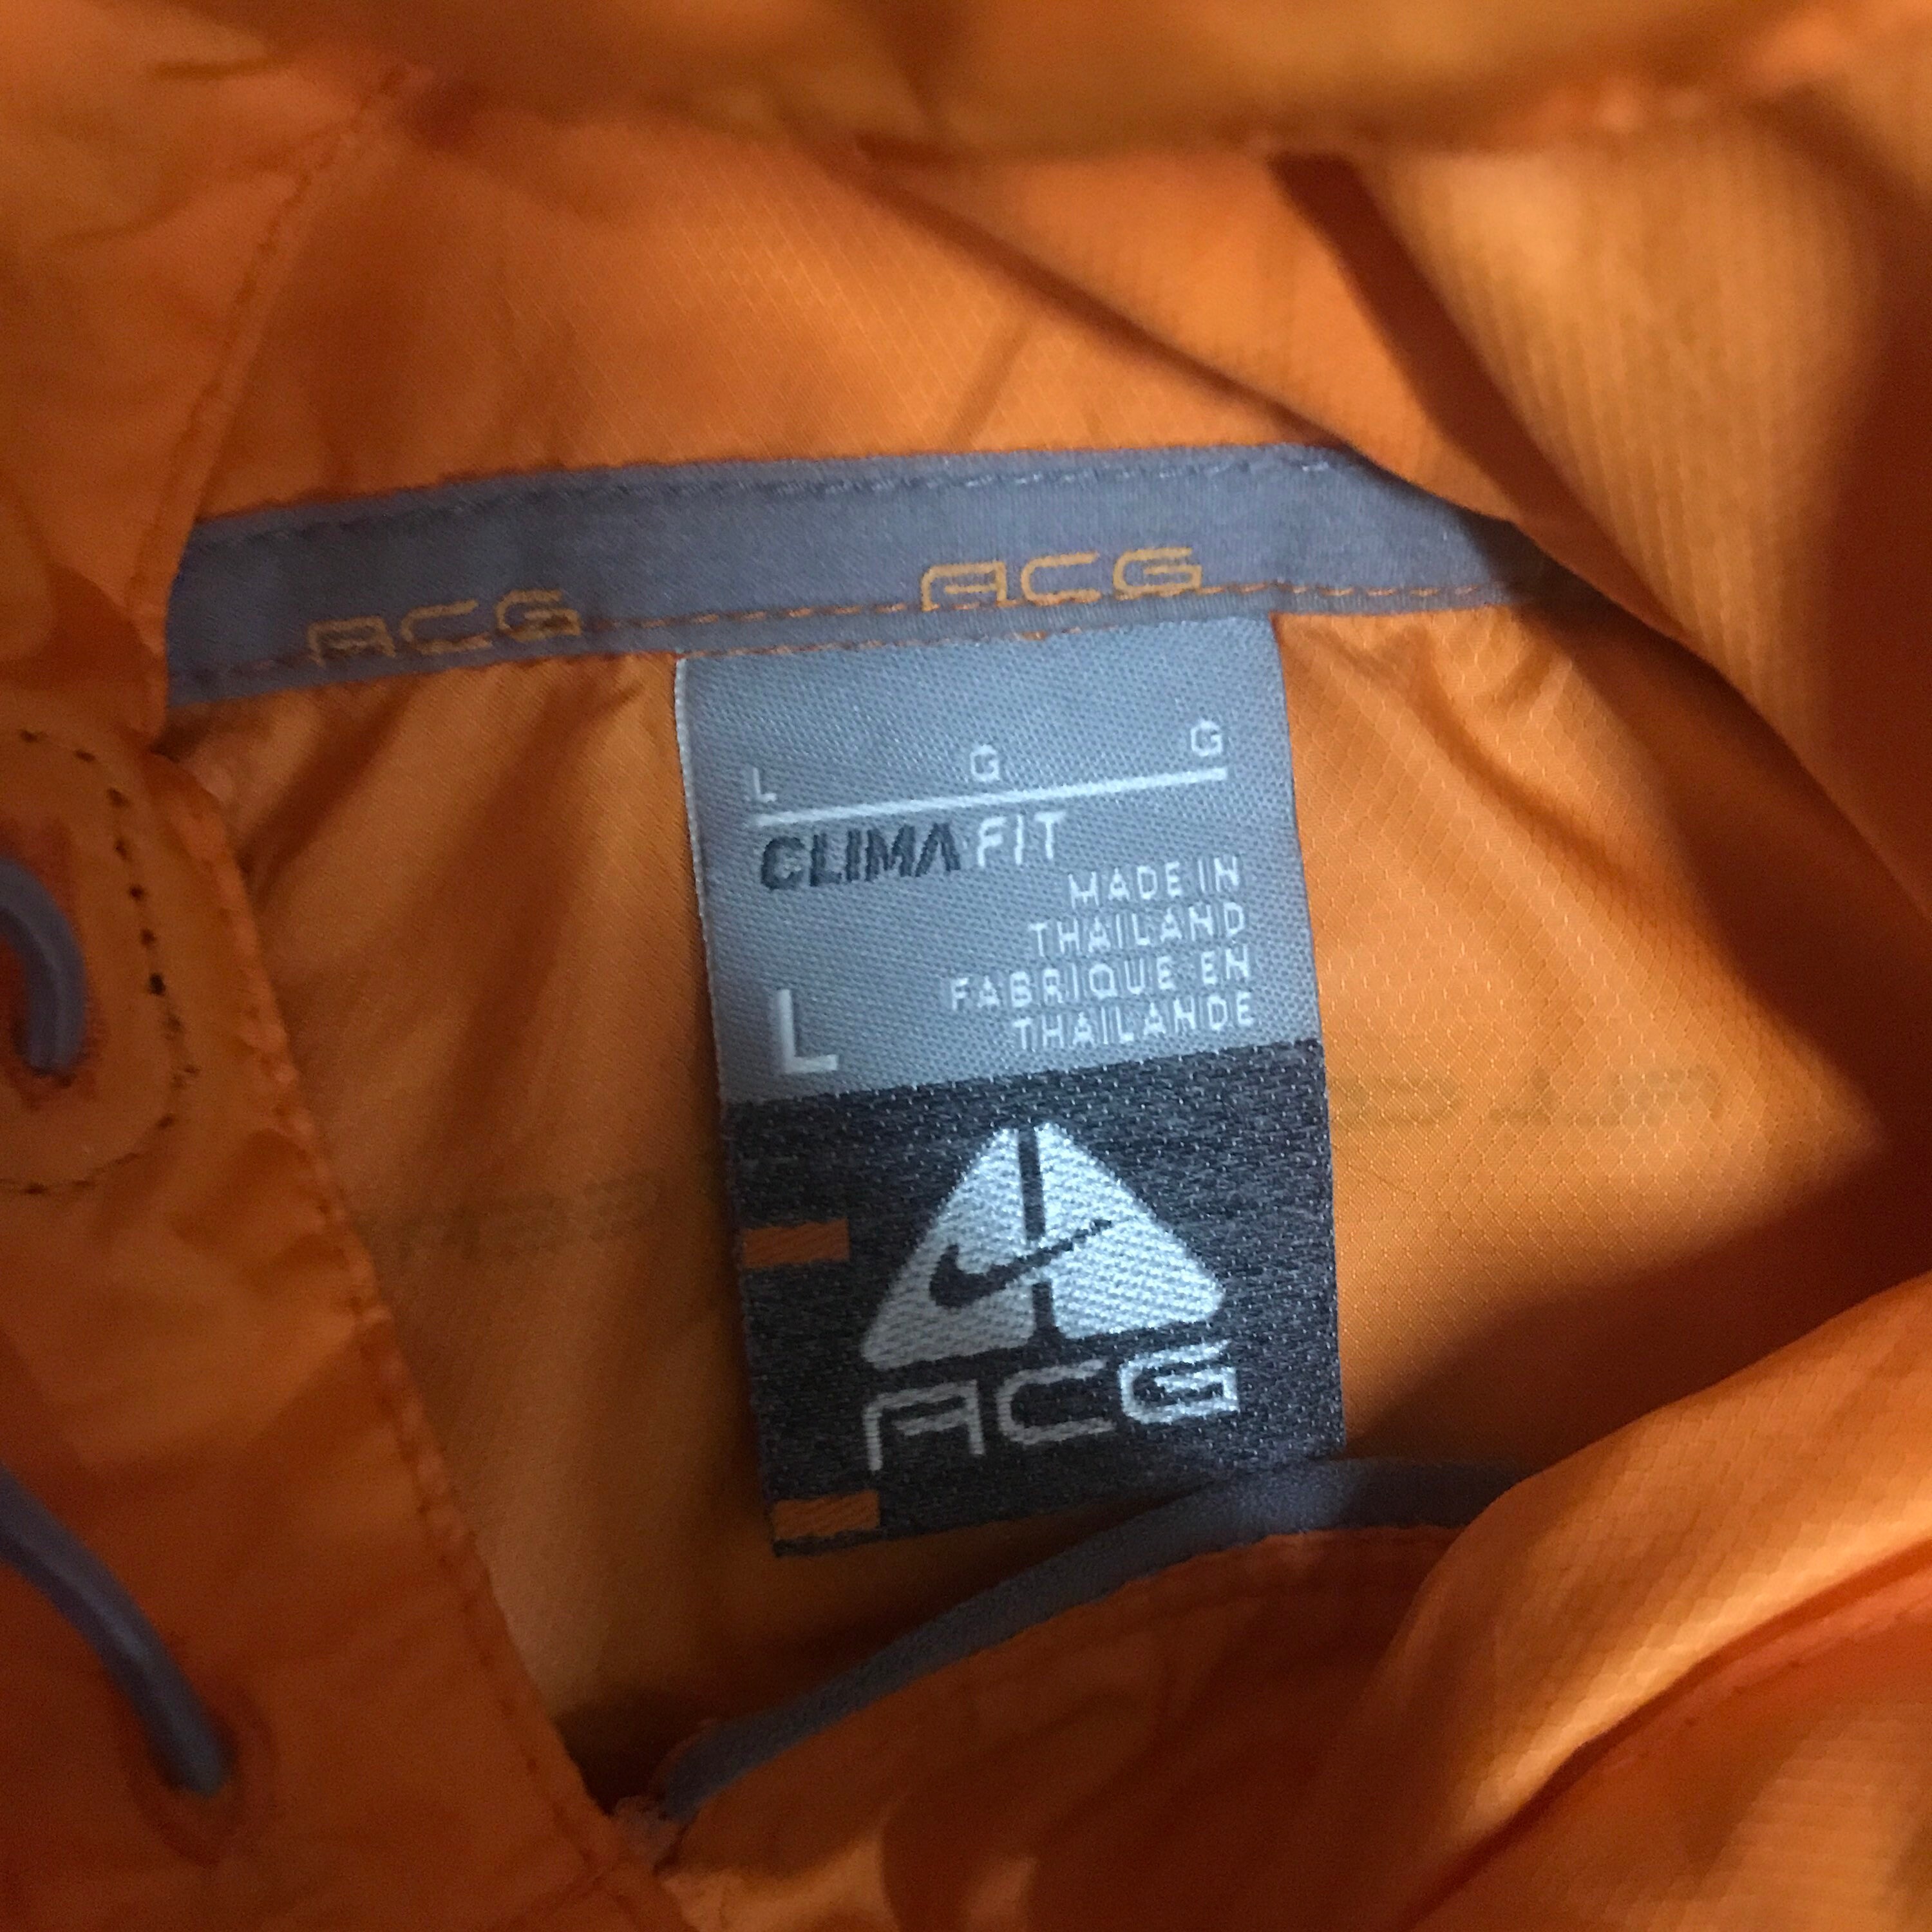 ACG ACG
L G G
CLIMA FIT
MADE IN
THAILAND
FABRIQUE EN
THAILANDE
L
ACG